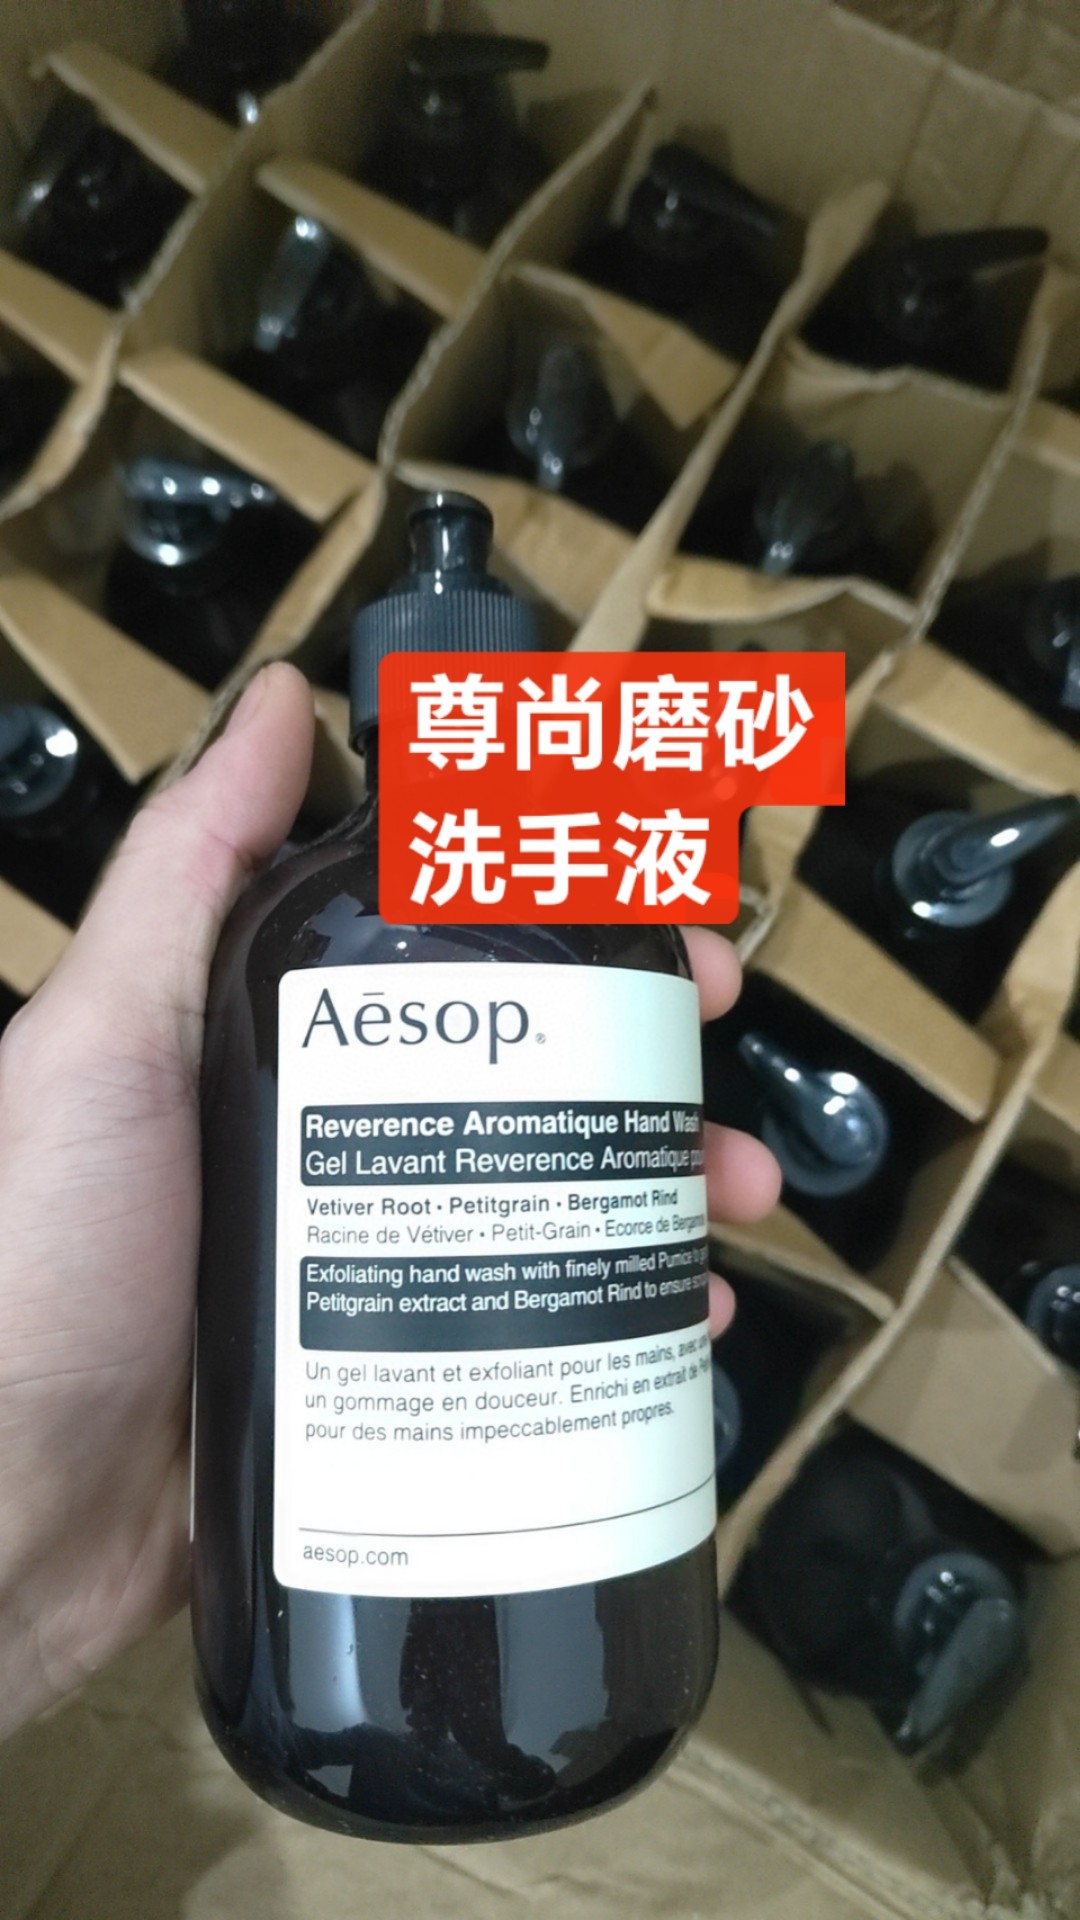 尊尚磨砂
洗手液
Aēsop®
Reverence Aromatique Hand Wash
Gel Lavant Reverence Aromatique
Vetiver Root • Petitgrain • Bergamot Rind
Racine de Vétiver • Petit-Grain • Ecorce de
Exfoliating hand wash with finely milled Pumice to
Petitgrain extract and Bergamot Rind to ensure
Un gel lavant et exfoliant pour les mains, avec
un gommage en douceur. Enrichi en extrait de
pour des mains impeccablement propres.
aesop.com